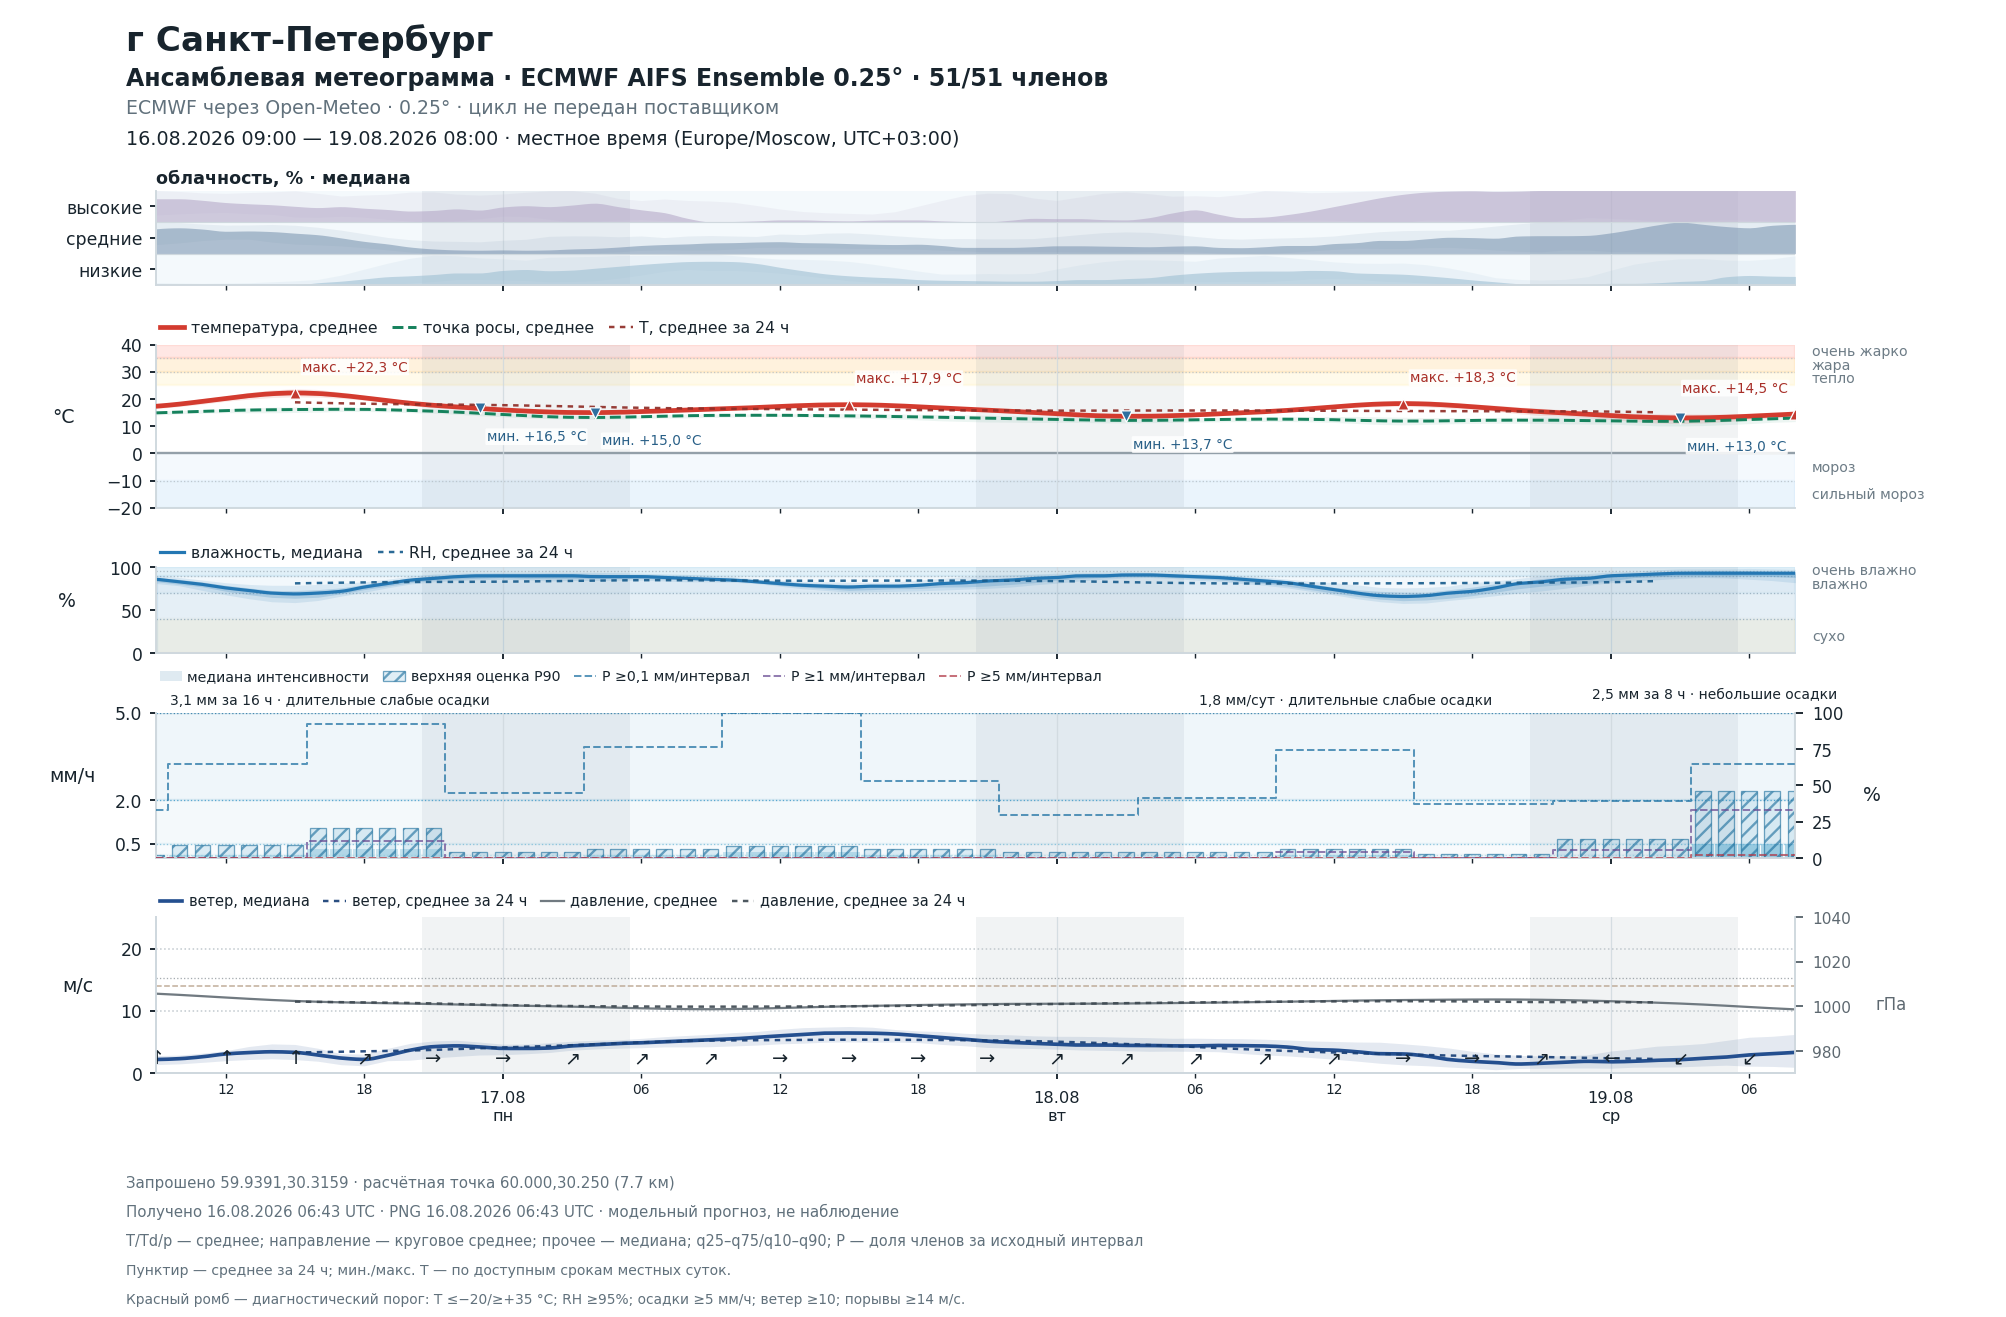 г Санкт-Петербург
Ансамблевая метеограмма · ECMWF AIFS Ensemble 0.25° · 51/51 членов
ECMWF через Open-Meteo · 0.25° · цикл не передан поставщиком
16.08.2026 09:00 — 19.08.2026 08:00 · местное время (Europe/Moscow, UTC+03:00)
облачность, % · медиана
высокие
средние
низкие
температура, среднее точка росы, среднее Т, среднее за 24 ч
40 очень жарко
макс. +22,3 °C макс. +17,9 °C макс. +18,3 °C жара
30 тепло
макс. +14,5 °C
20
°C
10
мин. +16,5 °C мин. +15,0 °C мин. +13,7 °C мин. +13,0 °C
0
мороз
−10
сильный мороз
−20
влажность, медиана RH, среднее за 24 ч
100 очень влажно
влажно
% 50
сухо
0
медиана интенсивности верхняя оценка P90 P ≥0,1 мм/интервал P ≥1 мм/интервал P ≥5 мм/интервал
3,1 мм за 16 ч · длительные слабые осадки 1,8 мм/сут · длительные слабые осадки 2,5 мм за 8 ч · небольшие осадки
5.0 100
75
мм/ч
50 %
2.0
25
0.5
0
ветер, медиана ветер, среднее за 24 ч давление, среднее давление, среднее за 24 ч
1040
20
1020
м/с
1000 гПа
10
980
0
12 18 06 12 18 06 12 18 06
17.08 18.08 19.08
пн вт ср
Запрошено 59.9391,30.3159 · расчётная точка 60.000,30.250 (7.7 км)
Получено 16.08.2026 06:43 UTC · PNG 16.08.2026 06:43 UTC · модельный прогноз, не наблюдение
T/Td/p — среднее; направление — круговое среднее; прочее — медиана; q25–q75/q10–q90; P — доля членов за исходный интервал
Пунктир — среднее за 24 ч; мин./макс. T — по доступным срокам местных суток.
Красный ромб — диагностический порог: T ≤−20/≥+35 °C; RH ≥95%; осадки ≥5 мм/ч; ветер ≥10; порывы ≥14 м/с.